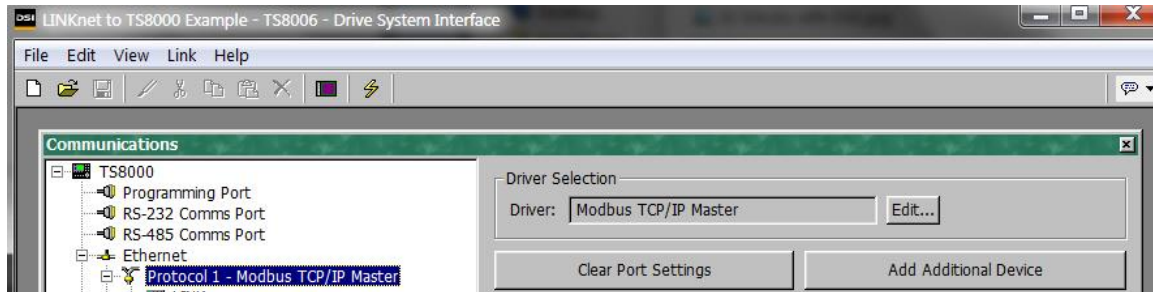 DSI LINKnet to TS8000 Example - TS8006 - Drive System Interface
File Edit View Link Help
Communications
TS8000
Programming Port
RS-232 Comms Port
RS-485 Comms Port
Ethernet
Protocol 1 - Modbus TCP/IP Master
Driver Selection
Driver: Modbus TCP/IP Master Edit...
Clear Port Settings Add Additional Device